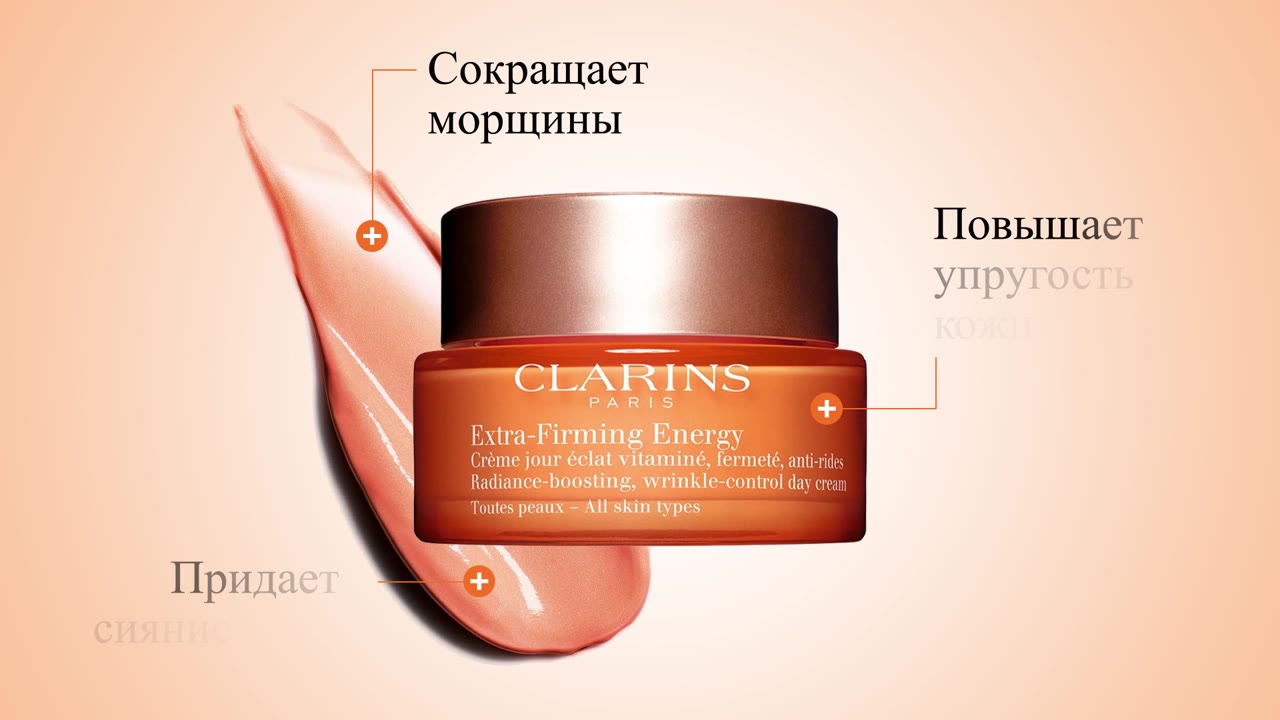 Сокращает
морщины
Повышает
упругость
кожи
CLARINS
PARIS
Extra-Firming Energy
Crème jour éclat vitaminé, fermeté, anti-rides
Radiance-boosting, wrinkle-control day cream
Toutes peaux – All skin types
Придает
сияние